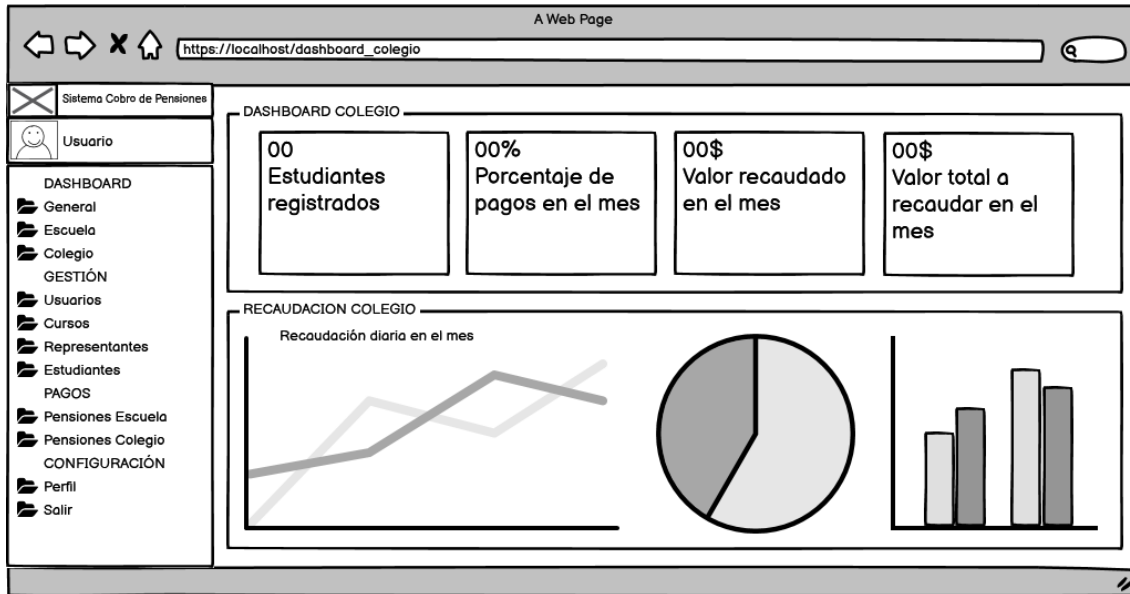 A Web Page
https://localhost/dashboard_colegio
Sistema Cobro de Pensiones
Usuario
DASHBOARD
General
Escuela
Colegio
GESTIÓN
Usuarios
Cursos
Representantes
Estudiantes
PAGOS
Pensiones Escuela
Pensiones Colegio
CONFIGURACIÓN
Perfil
Salir
DASHBOARD COLEGIO
00
Estudiantes
registrados
00%
Porcentaje de
pagos en el mes
00$
Valor recaudado
en el mes
00$
Valor total a
recaudar en el
mes
RECAUDACION COLEGIO
Recaudación diaria en el mes